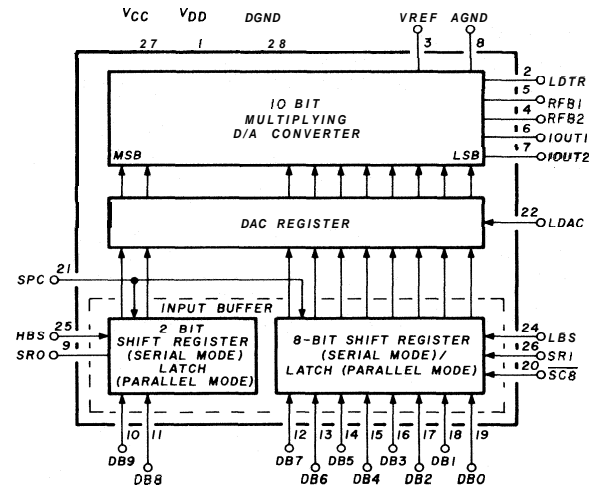 VCC VDD DGND VREF AGND
27 1 28 3 8
2 LDTR
5 RFB1
4 RFB2
6 IOUT1
7 IOUT2
10 BIT
MULTIPLYING
D/A CONVERTER
MSB LSB
DAC REGISTER
22 LDAC
SPC 21
INPUT BUFFER
HBS 25
SRO 9
2 BIT
SHIFT REGISTER
(SERIAL MODE)
LATCH
(PARALLEL MODE)
8-BIT SHIFT REGISTER
(SERIAL MODE)/
LATCH (PARALLEL MODE)
24 LBS
26 SRI
20 SC8
10 11 12 13 14 15 16 17 18 19
DB9 DB7 DB5 DB3 DB1
DB8 DB6 DB4 DB2 DB0